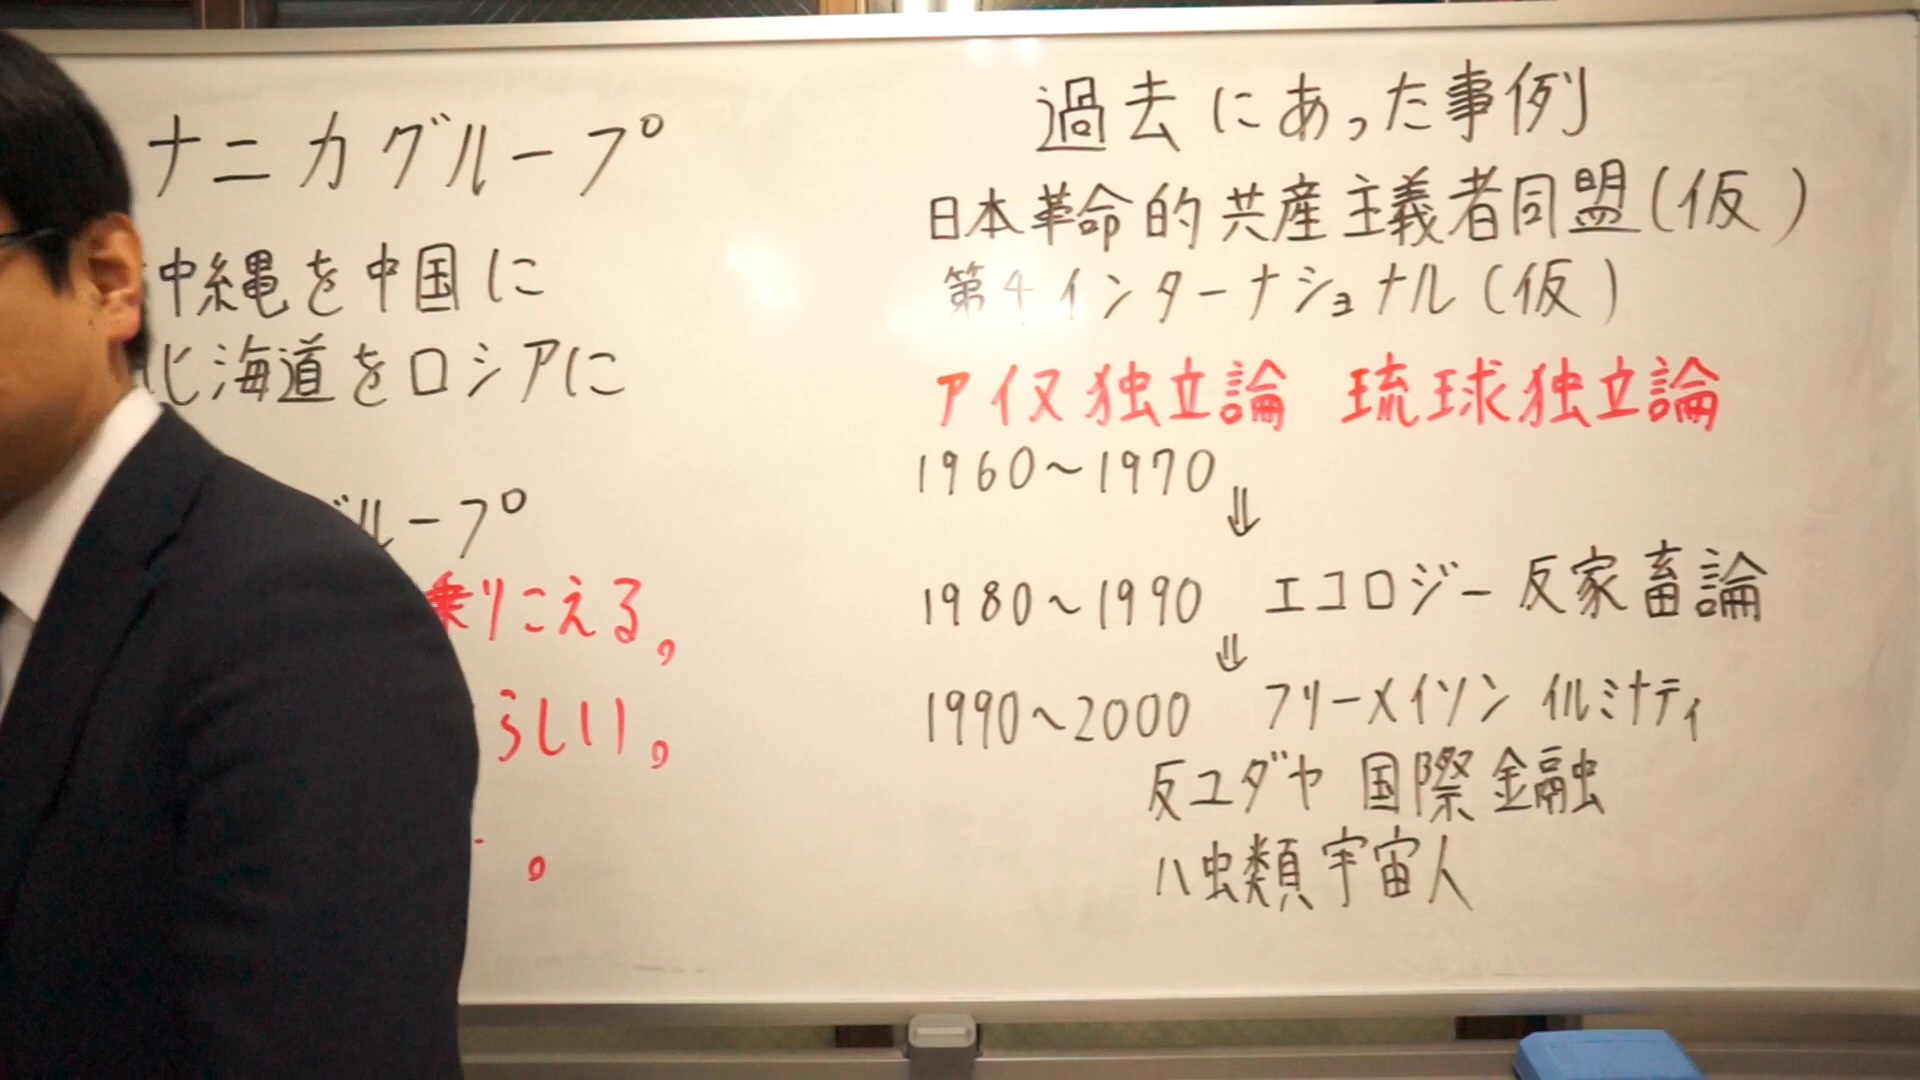 ナニカグループ
沖縄を中国に
北海道をロシアに
グループ
乗りこえる。
らしい。
。
過去にあった事例
日本革命的共産主義者同盟(仮)
第4インターナショナル(仮)
アイヌ独立論 琉球独立論
1960~1970
⇓
1980~1990 エコロジー 反家畜論
⇓
1990~2000 フリーメイソン イルミナティ
反ユダヤ 国際金融
ハ虫類宇宙人